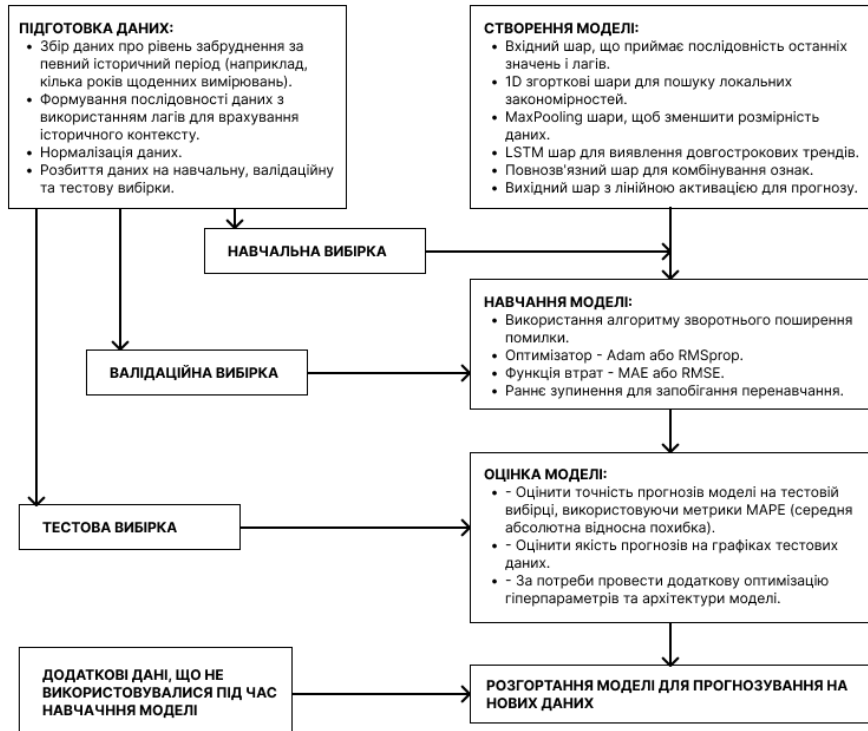 ПІДГОТОВКА ДАНИХ:
• Збір даних про рівень забруднення за
певний історичний період (наприклад,
кілька років щоденних вимірювань).
• Формування послідовності даних з
використанням лагів для врахування
історичного контексту.
• Нормалізація даних.
• Розбиття даних на навчальну, валідаційну
та тестову вибірки.
СТВОРЕННЯ МОДЕЛІ:
• Вхідний шар, що приймає послідовність останніх
значень і лагів.
• 1D згорткові шари для пошуку локальних
закономірностей.
• MaxPooling шари, щоб зменшити розмірність
даних.
• LSTM шар для виявлення довгострокових трендів.
• Повнозв'язний шар для комбінування ознак.
• Вихідний шар з лінійною активацією для прогнозу.
НАВЧАЛЬНА ВИБІРКА
НАВЧАННЯ МОДЕЛІ:
• Використання алгоритму зворотнього поширення
помилки.
• Оптимізатор - Adam або RMSprop.
• Функція втрат - MAE або RMSE.
• Раннє зупинення для запобігання перенавчання.
ВАЛІДАЦІЙНА ВИБІРКА
ОЦІНКА МОДЕЛІ:
• - Оцінити точність прогнозів моделі на тестовій
вибірці, використовуючи метрики MAPE (середня
абсолютна відносна похибка).
• - Оцінити якість прогнозів на графіках тестових
даних.
• - За потреби провести додаткову оптимізацію
гіперпараметрів та архітектури моделі.
ТЕСТОВА ВИБІРКА
ДОДАТКОВІ ДАНІ, ЩО НЕ
ВИКОРИСТОВУВАЛИСЯ ПІД ЧАС
НАВЧАЧННЯ МОДЕЛІ
РОЗГОРТАННЯ МОДЕЛІ ДЛЯ ПРОГНОЗУВАННЯ НА
НОВИХ ДАНИХ